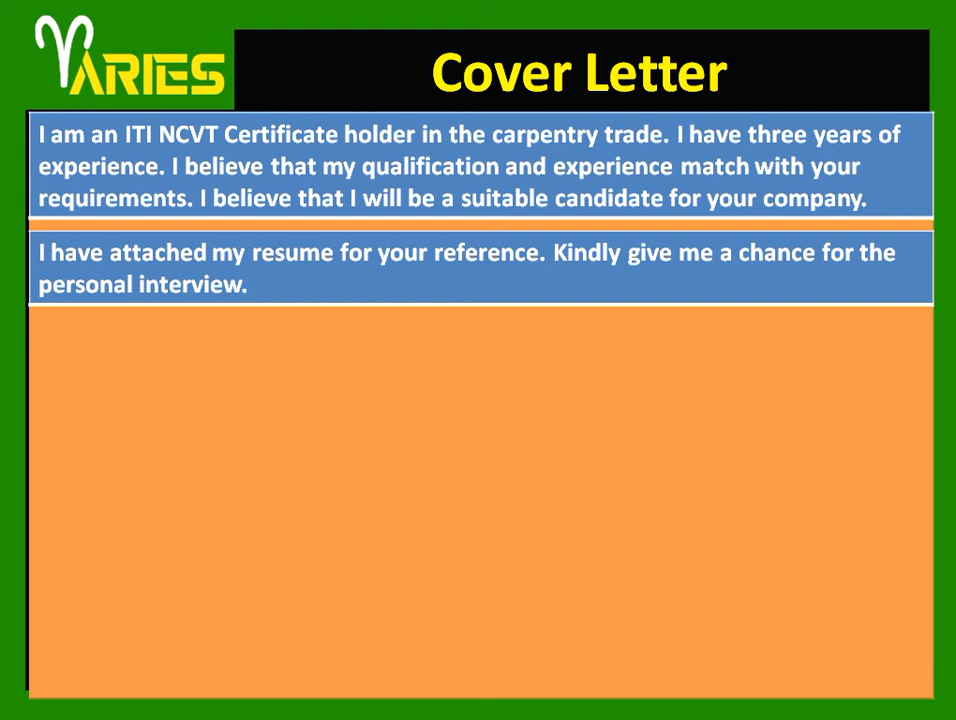 ARIES
Cover Letter
I am an ITI NCVT Certificate holder in the carpentry trade. I have three years of
experience. I believe that my qualification and experience match with your
requirements. I believe that I will be a suitable candidate for your company.
I have attached my resume for your reference. Kindly give me a chance for the
personal interview.